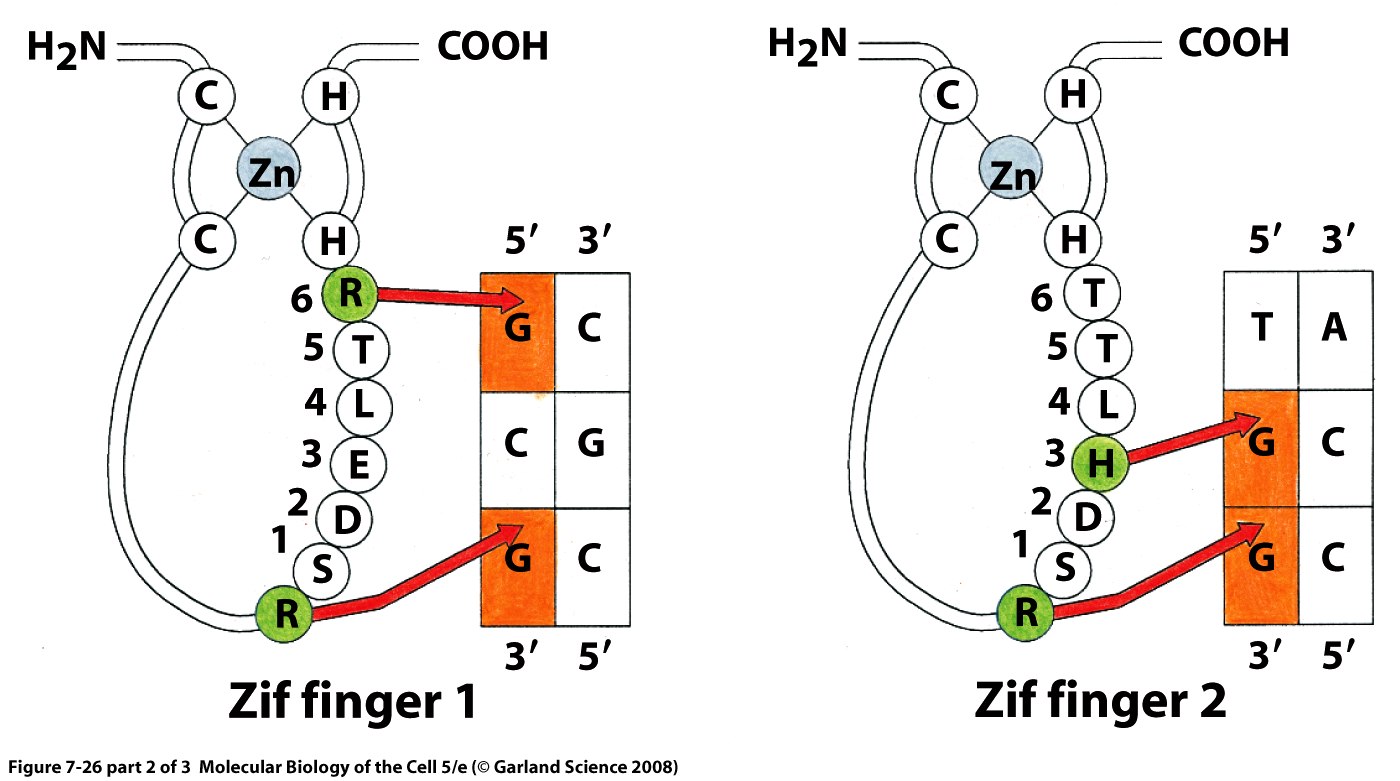 H2N COOH
C H
Zn
C H
5′ 3′
6 R
G C
5 T
4 L
C G
3 E
2 D
1 S
G C
R
3′ 5′
Zif finger 1
H2N COOH
C H
Zn
C H
5′ 3′
6 T
T A
5 T
4 L
G C
3 H
2 D
1 S
G C
R
3′ 5′
Zif finger 2
Figure 7-26 part 2 of 3 Molecular Biology of the Cell 5/e (© Garland Science 2008)